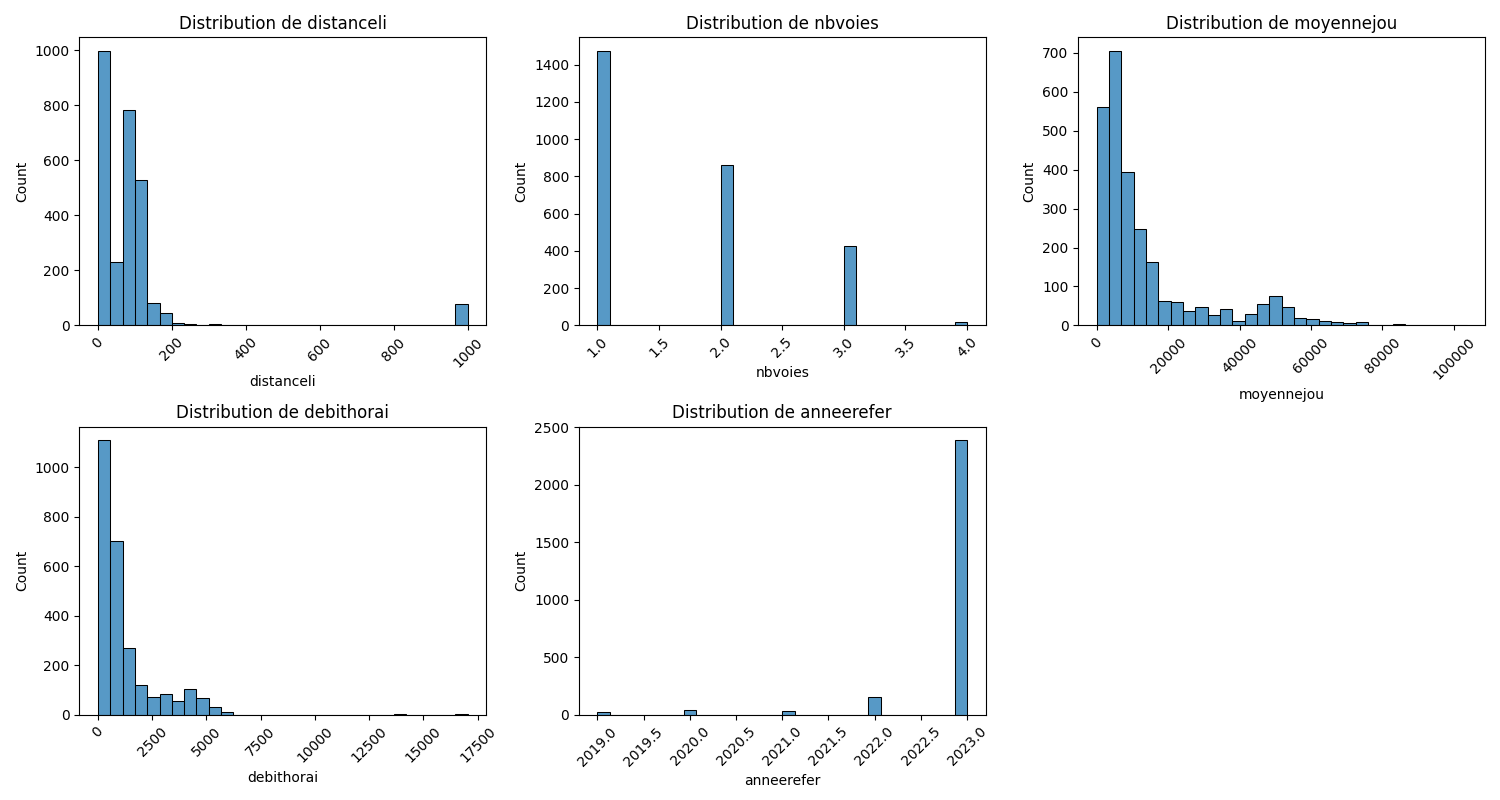 Distribution de distanceli
Count
1000
800
600
400
200
0
0 200 400 600 800 1000
distanceli
Distribution de nbvoies
Count
1400
1200
1000
800
600
400
200
0
1.0 1.5 2.0 2.5 3.0 3.5 4.0
nbvoies
Distribution de moyennejou
Count
700
600
500
400
300
200
100
0
0 20000 40000 60000 80000 100000
moyennejou
Distribution de debithorai
Count
1000
800
600
400
200
0
0 2500 5000 7500 10000 12500 15000 17500
debithorai
Distribution de anneerefer
Count
2500
2000
1500
1000
500
0
2019.0 2019.5 2020.0 2020.5 2021.0 2021.5 2022.0 2022.5 2023.0
anneerefer